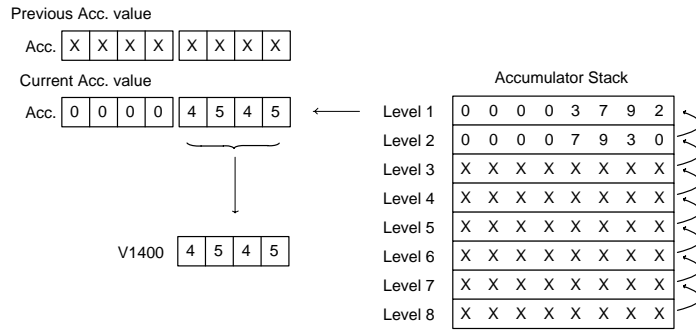 Previous Acc. value
Acc. X X X X X X X X
Current Acc. value
Acc. 0 0 0 0 4 5 4 5
V1400 4 5 4 5
Accumulator Stack
Level 1 0 0 0 0 3 7 9 2
Level 2 0 0 0 0 7 9 3 0
Level 3 X X X X X X X X
Level 4 X X X X X X X X
Level 5 X X X X X X X X
Level 6 X X X X X X X X
Level 7 X X X X X X X X
Level 8 X X X X X X X X